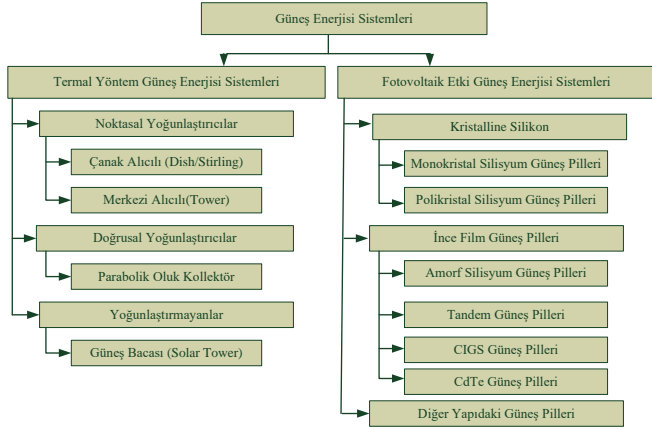 Güneş Enerjisi Sistemleri
Termal Yöntem Güneş Enerjisi Sistemleri
Noktasal Yoğunlaştırıcılar
Çanak Alıcılı (Dish/Stirling)
Merkezi Alıcılı(Tower)
Doğrusal Yoğunlaştırıcılar
Parabolik Oluk Kollektör
Yoğunlaştırmayanlar
Güneş Bacası (Solar Tower)
Fotovoltaik Etki Güneş Enerjisi Sistemleri
Kristalline Silikon
Monokristal Silisyum Güneş Pilleri
Polikristal Silisyum Güneş Pilleri
İnce Film Güneş Pilleri
Amorf Silisyum Güneş Pilleri
Tandem Güneş Pilleri
CIGS Güneş Pilleri
CdTe Güneş Pilleri
Diğer Yapıdaki Güneş Pilleri